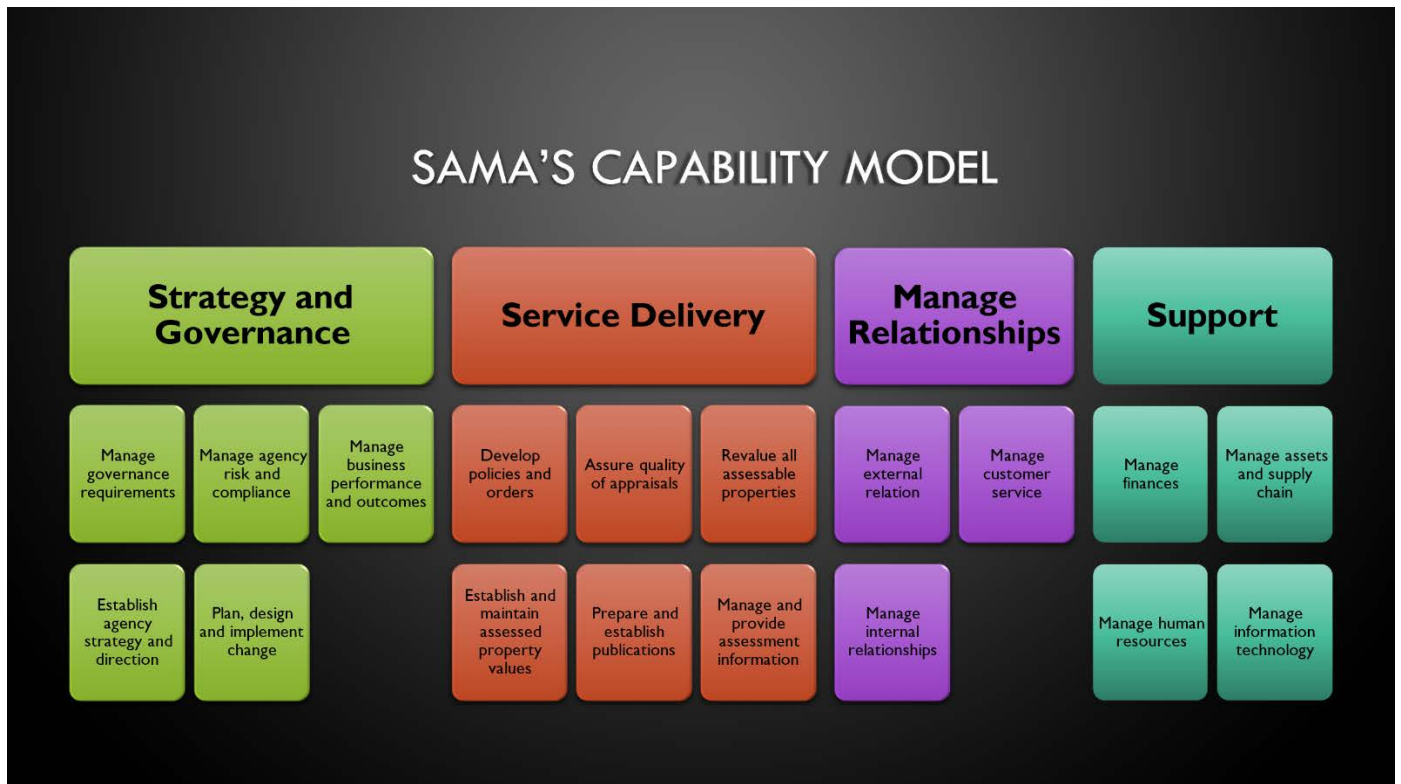 SAMA'S CAPABILITY MODEL
Strategy and
Governance
Manage
governance
requirements
Manage agency
risk and
compliance
Manage
business
performance
and outcomes
Establish
agency
strategy and
direction
Plan, design
and implement
change
Service Delivery
Develop
policies and
orders
Assure quality
of appraisals
Revalue all
assessable
properties
Establish and
maintain
assessed
property
values
Prepare and
establish
publications
Manage and
provide
assessment
information
Manage
Relationships
Manage
external
relation
Manage
customer
service
Manage
internal
relationships
Support
Manage
finances
Manage assets
and supply
chain
Manage human
resources
Manage
information
technology